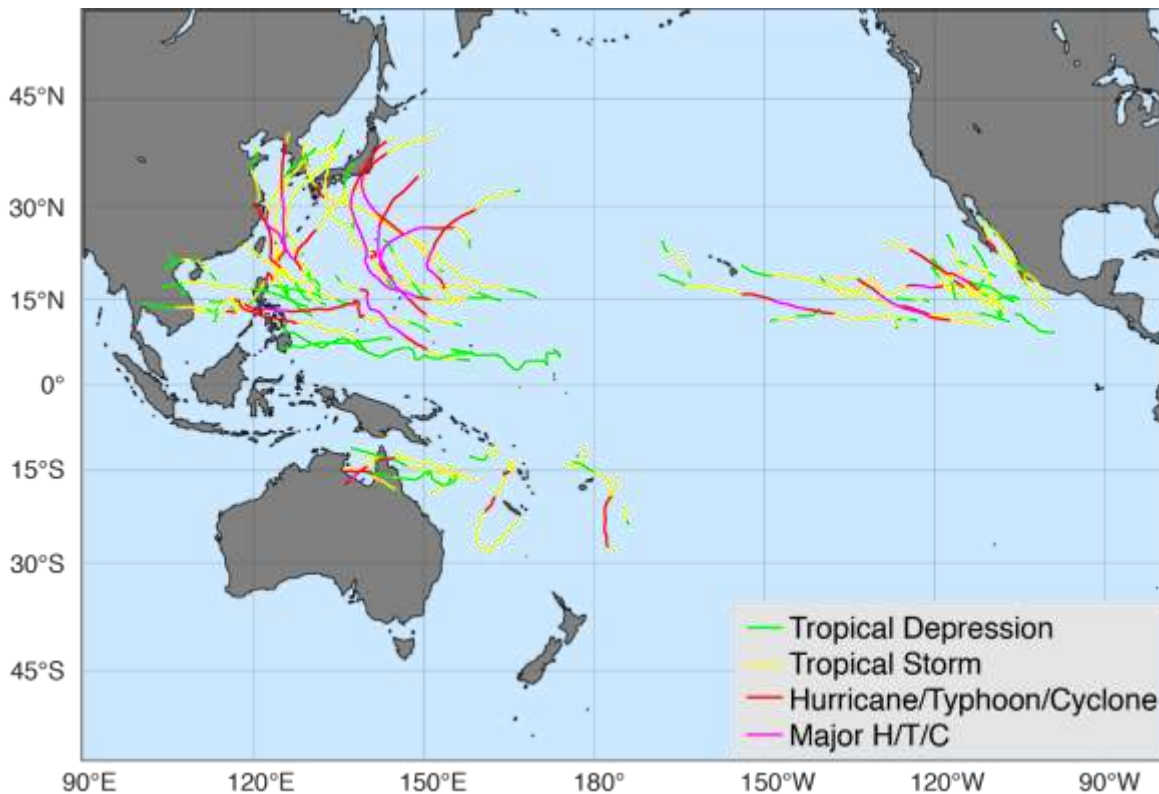 45°N
30°N
15°N
0°
15°S
30°S
45°S
Tropical Depression
Tropical Storm
Hurricane/Typhoon/Cyclone
Major H/T/C
90°E 120°E 150°E 180° 150°W 120°W 90°W